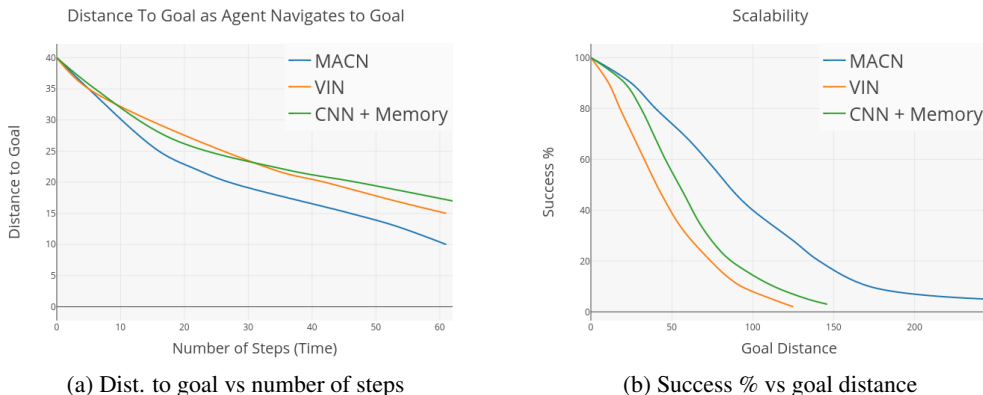 Distance To Goal as Agent Navigates to Goal
MACN
VIN
CNN + Memory
40
35
30
25
20
15
10
5
0
Distance to Goal
0 10 20 30 40 50 60
Number of Steps (Time)
(a) Dist. to goal vs number of steps
Scalability
MACN
VIN
CNN + Memory
100
80
60
40
20
0
Success %
0 50 100 150 200
Goal Distance
(b) Success % vs goal distance